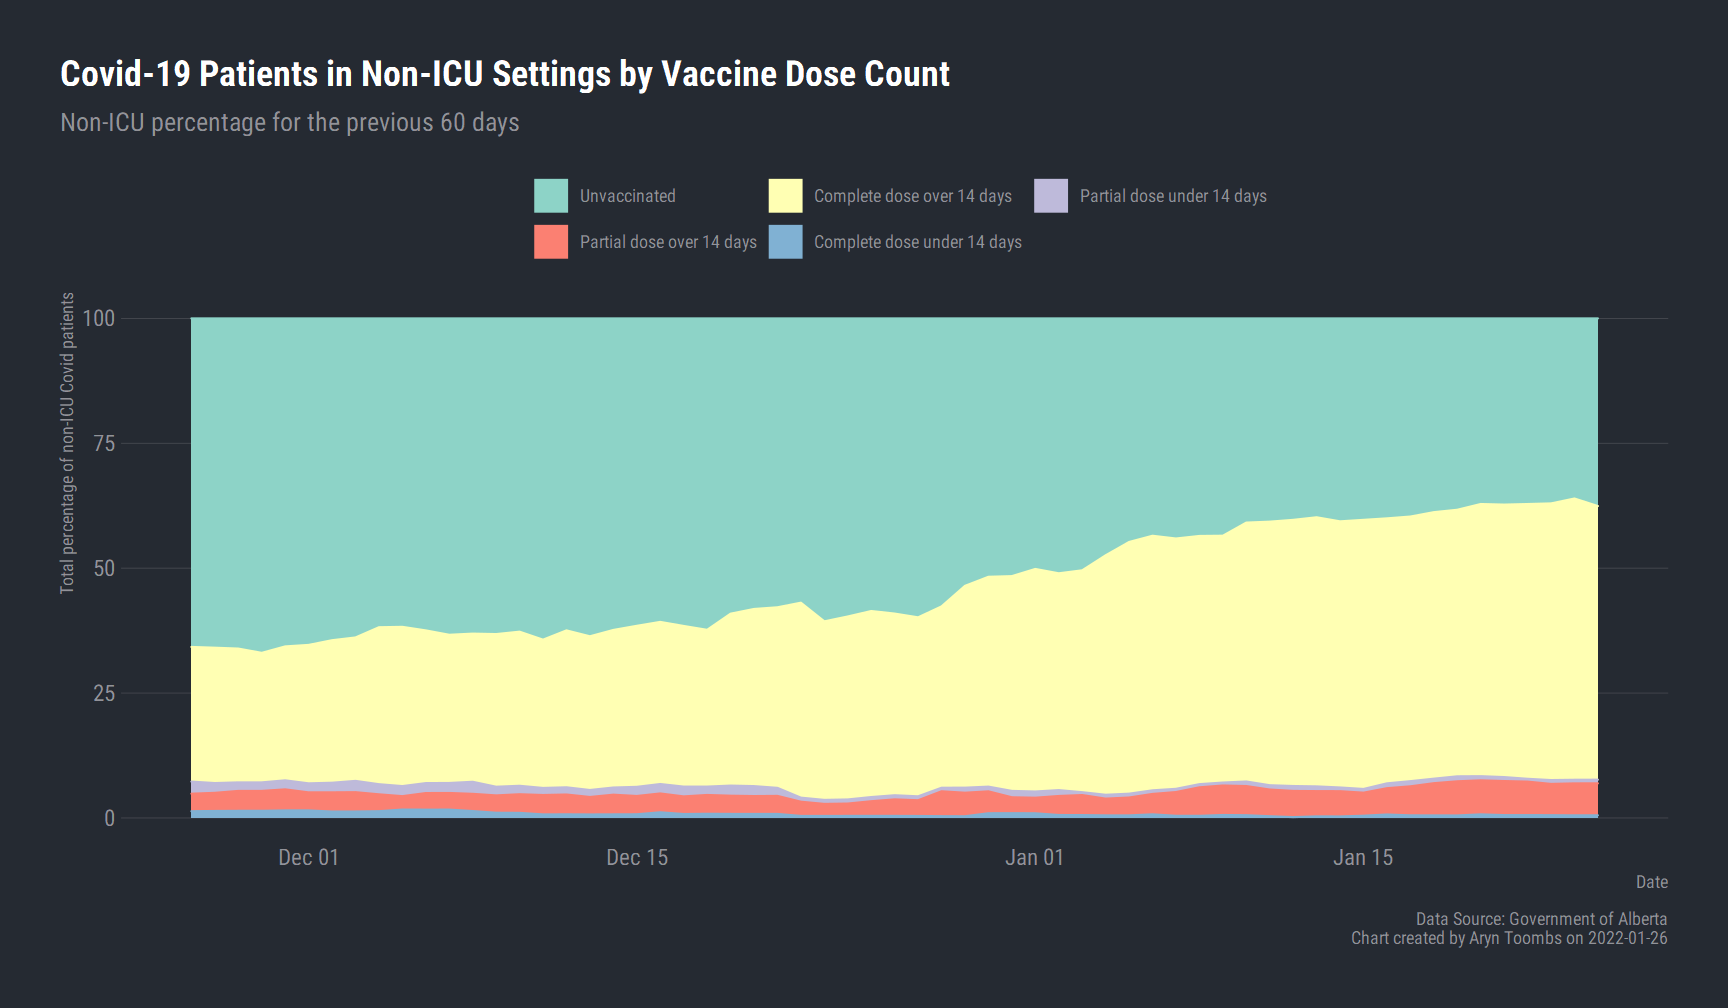 Covid-19 Patients in Non-ICU Settings by Vaccine Dose Count
Non-ICU percentage for the previous 60 days
Unvaccinated
Complete dose over 14 days
Partial dose under 14 days
Partial dose over 14 days
Complete dose under 14 days
Total percentage of non-ICU Covid patients
100
75
50
25
0
Dec 01
Dec 15
Jan 01
Jan 15
Date
Data Source: Government of Alberta
Chart created by Aryn Toombs on 2022-01-26